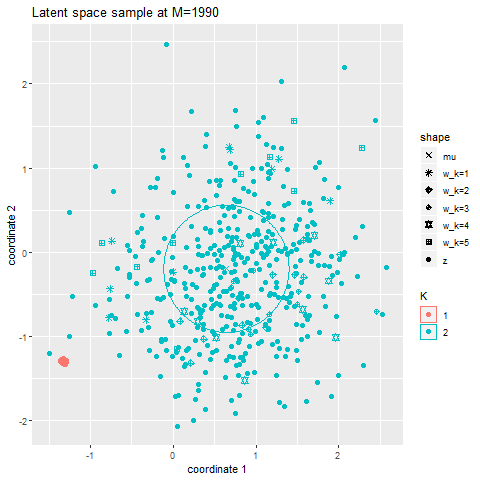 Latent space sample at M=1990
coordinate 2
2
1
0
-1
-2
-1
0
1
2
coordinate 1
shape
mu
w_k=1
w_k=2
w_k=3
w_k=4
w_k=5
z
K
1
2